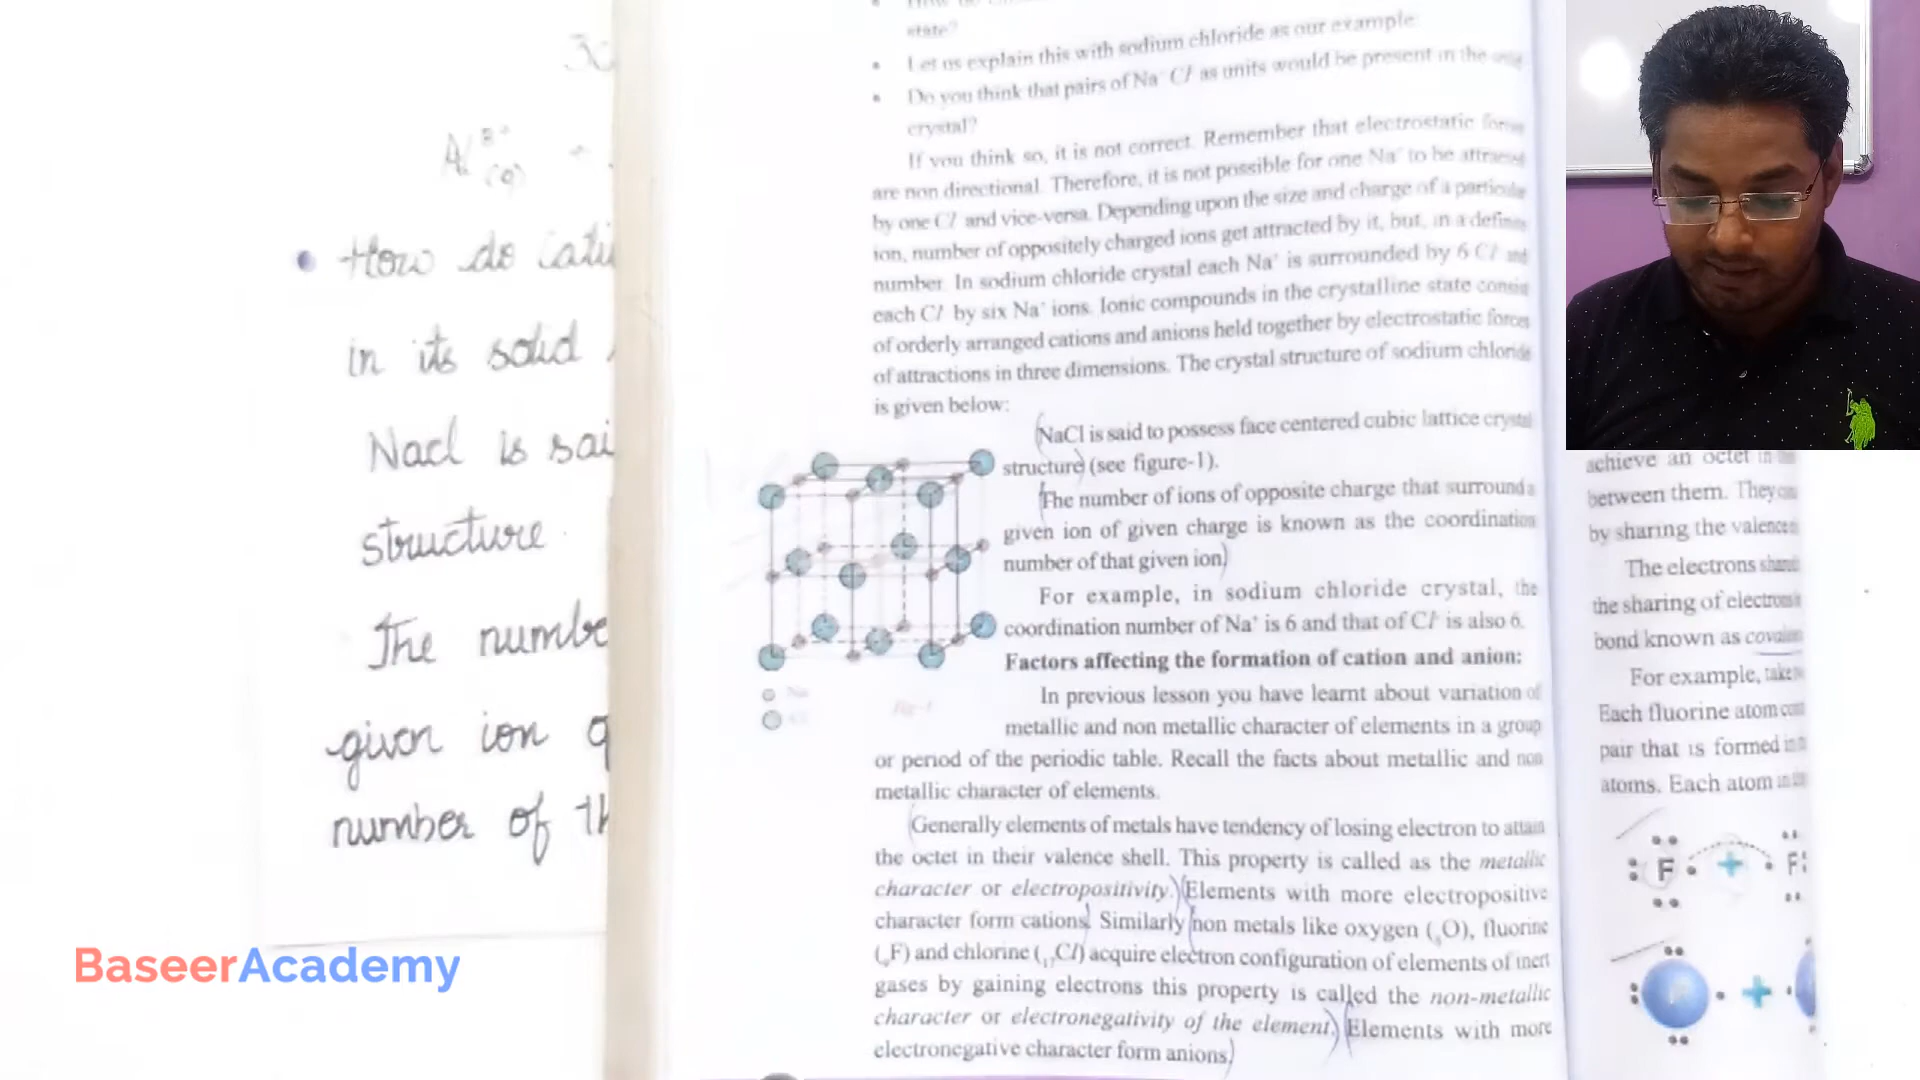 state?
• Let us explain this with sodium chloride as our example.
• Do you think that pairs of Na⁺ Cl⁻ as units would be present in the
crystal?
If you think so, it is not correct. Remember that electrostatic
are non directional. Therefore, it is not possible for one Na⁺ to be
by one Cl⁻ and vice-versa. Depending upon the size and charge of a
ion, number of oppositely charged ions get attracted by it, but, in a
number. In sodium chloride crystal each Na⁺ is surrounded by 6 Cl⁻ and
each Cl⁻ by six Na⁺ ions. Ionic compounds in the crystalline state
of orderly arranged cations and anions held together by electrostatic forces
of attractions in three dimensions. The crystal structure of sodium chloride
is given below:
NaCl is said to possess face centered cubic lattice crystal
structure (see figure-1).
The number of ions of opposite charge that surround a
given ion of given charge is known as the coordination
number of that given ion.
For example, in sodium chloride crystal, the
coordination number of Na⁺ is 6 and that of Cl⁻ is also 6.
Factors affecting the formation of cation and anion:
In previous lesson you have learnt about variation of
metallic and non metallic character of elements in a group
or period of the periodic table. Recall the facts about metallic and non
metallic character of elements.
Generally elements of metals have tendency of losing electron to attain
the octet in their valence shell. This property is called as the metallic
character or electropositivity. Elements with more electropositive
character form cations. Similarly non metals like oxygen (₈O), fluorine
(₉F) and chlorine (₁₇Cl) acquire electron configuration of elements of inert
gases by gaining electrons this property is called the non-metallic
character or electronegativity of the element. Elements with more
electronegative character form anions.
• How do
in its solid
Nacl is sai
structure
The numbe
given ion
number of th
achieve an octet in
between them. They
by sharing the valence
The electrons
the sharing of electrons
bond known as
For example, take
Each fluorine atom
pair that is formed in
atoms. Each atom in
F + F
BaseerAcademy